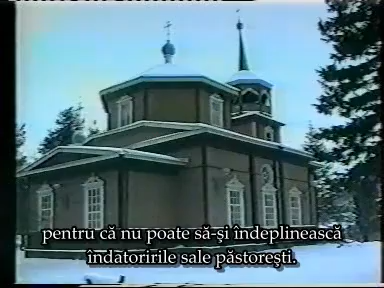 pentru că nu poate să-şi îndeplinească
îndatoririle sale păstoreşti.